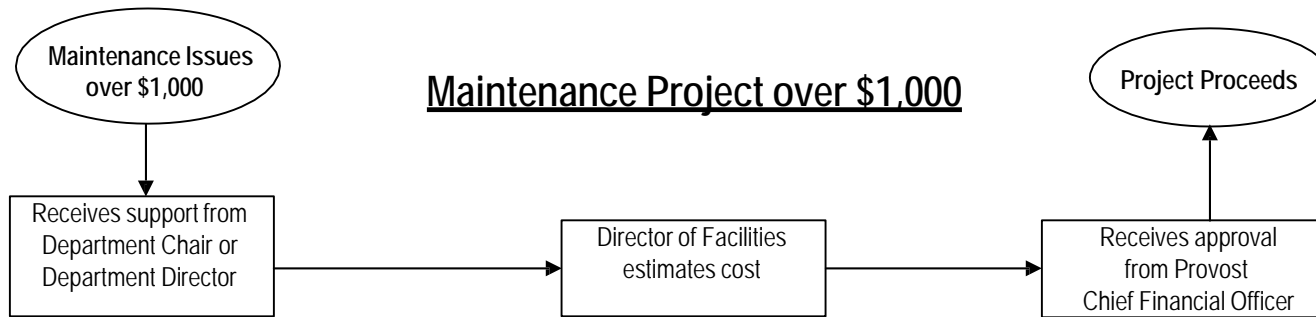 Maintenance Issues
over $1,000
Maintenance Project over $1,000
Project Proceeds
Receives support from
Department Chair or
Department Director
Director of Facilities
estimates cost
Receives approval
from Provost
Chief Financial Officer